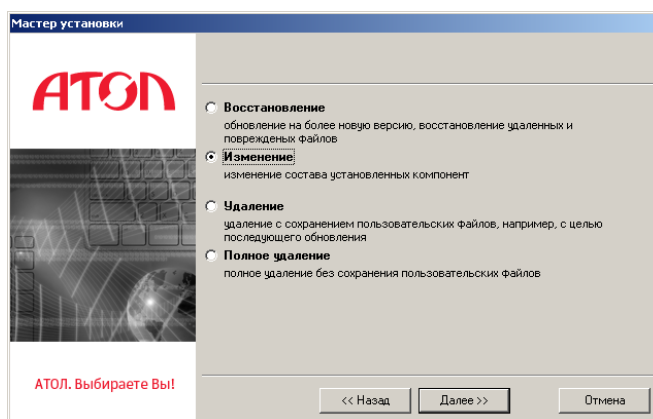 Мастер установки
АТОЛ
Восстановление
обновление на более новую версию, восстановление удаленных и
поврежденых файлов
Изменение
изменение состава установленных компонент
Удаление
удаление с сохранением пользовательских файлов, например, с целью
последующего обновления
Полное удаление
полное удаление без сохранения пользовательских файлов
АТОЛ. Выбираете Вы!
<< Назад
Далее >>
Отмена